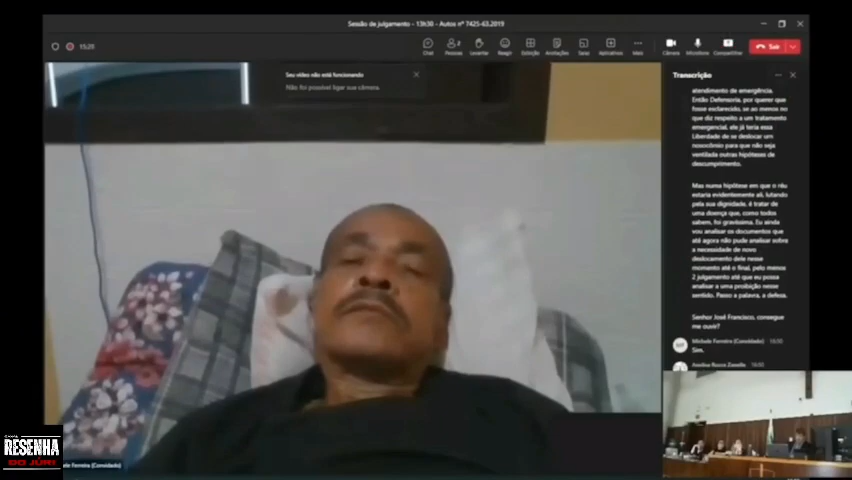 Sessão de julgamento - 13h30 - Autos nº 7425-63.2019
15:25
Chat
Pessoas
Levantar
Reagir
Exibição
Anotações
Salas
Aplicativos
Mais
Câmera
Microfone
Compartilhar
Sair
Seu vídeo não está funcionando
Não foi possível ligar sua câmera.
Transcrição
atendimento de emergência.
Então Defensoria, por querer que
fosse esclarecido, se ao menos no
que diz respeito a um tratamento
emergencial, ele já teria essa
Liberdade de se deslocar um
nosocômio para que não seja
ventilada outras hipóteses de
descumprimento.
Mas numa hipótese em que o réu
estaria evidentemente ali, lutando
pela sua dignidade, é tratar de
uma doença que, como todos
sabem, foi gravíssima. Eu ainda
vou analisar os documentos que
até agora não pude analisar sobre
a necessidade de novo
deslocamento dele nesse
momento até o final, pelo menos
2 julgamento até que eu possa
analisar a uma proibição nesse
sentido. Passo a palavra, a defesa.
Senhor José Francisco, consegue
me ouvir?
Michele Ferreira (Convidado)
Sim.
RESENHA
DO JÚRI
Ferreira (Convidado)